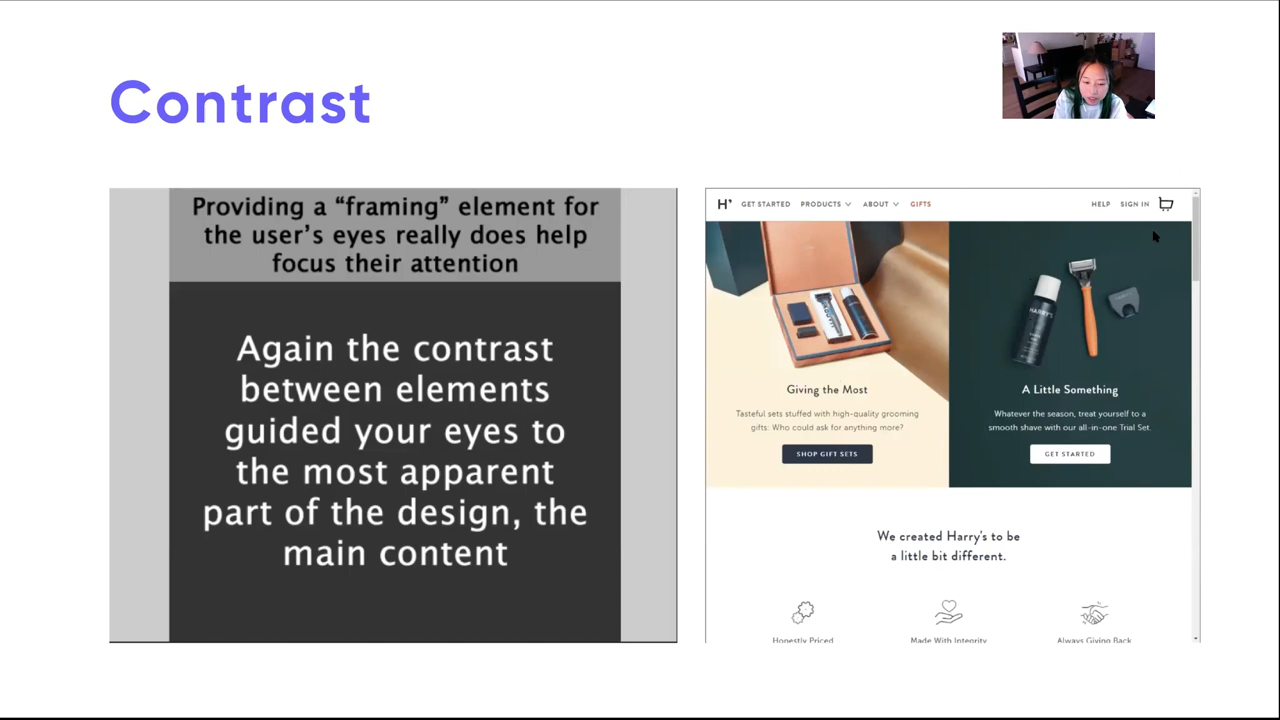 Contrast
Providing a “framing” element for
the user’s eyes really does help
focus their attention
Again the contrast
between elements
guided your eyes to
the most apparent
part of the design, the
main content
H’ GET STARTED PRODUCTS ABOUT GIFTS HELP SIGN IN
HARRY'S
Giving the Most
Tasteful sets stuffed with high-quality grooming
gifts: Who could ask for anything more?
SHOP GIFT SETS
A Little Something
Whatever the season, treat yourself to a
smooth shave with our all-in-one Trial Set.
GET STARTED
We created Harry's to be
a little bit different.
Honestly Priced Made With Integrity Always Giving Back